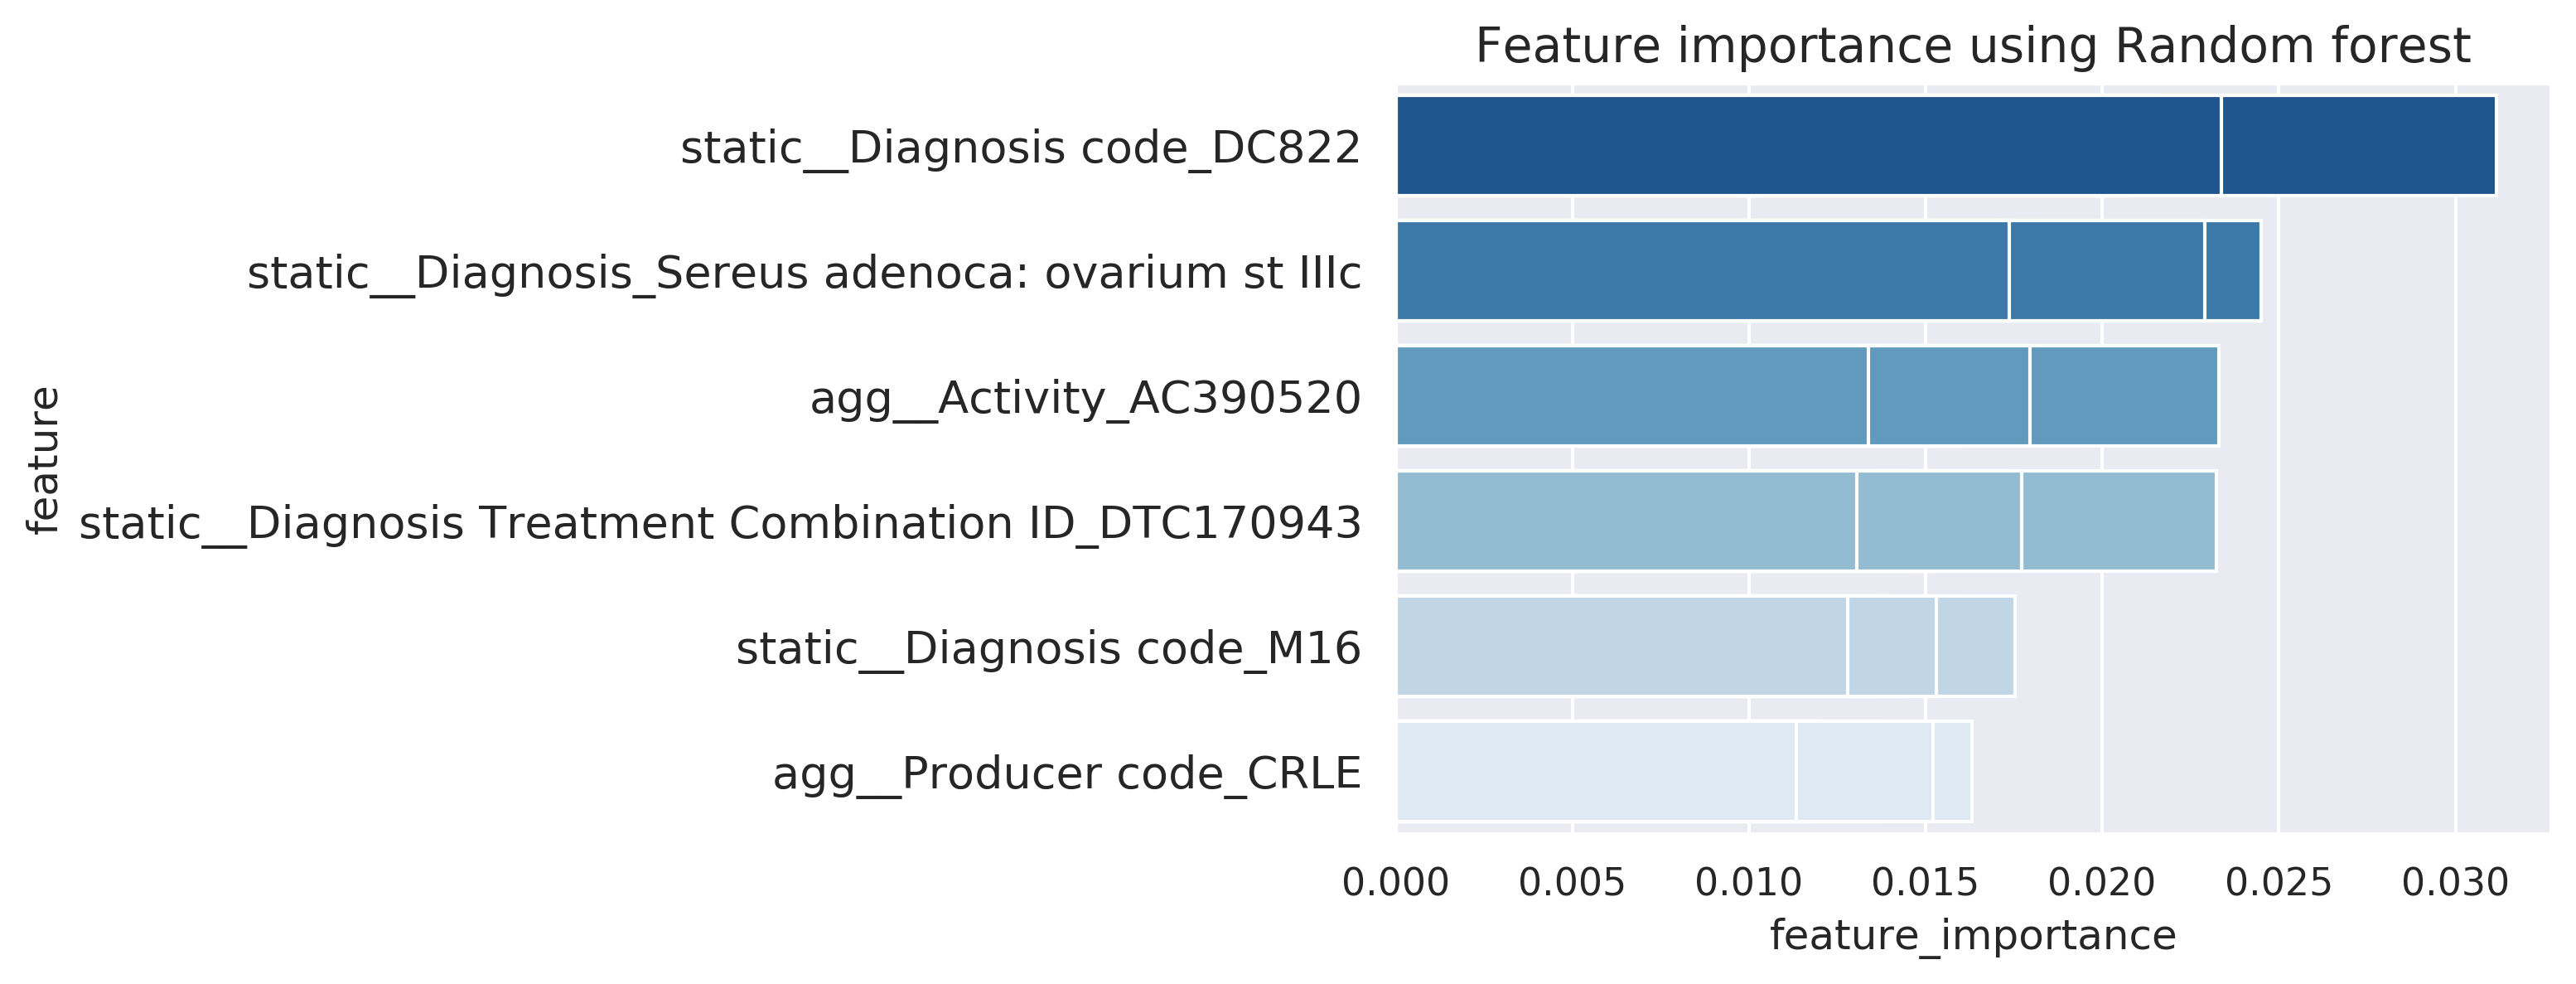 Feature importance using Random forest
static__Diagnosis code_DC822
static__Diagnosis_Sereus adenoca: ovarium st IIIc
agg__Activity_AC390520
static__Diagnosis Treatment Combination ID_DTC170943
static__Diagnosis code_M16
agg__Producer code_CRLE
feature
0.000 0.005 0.010 0.015 0.020 0.025 0.030
feature_importance